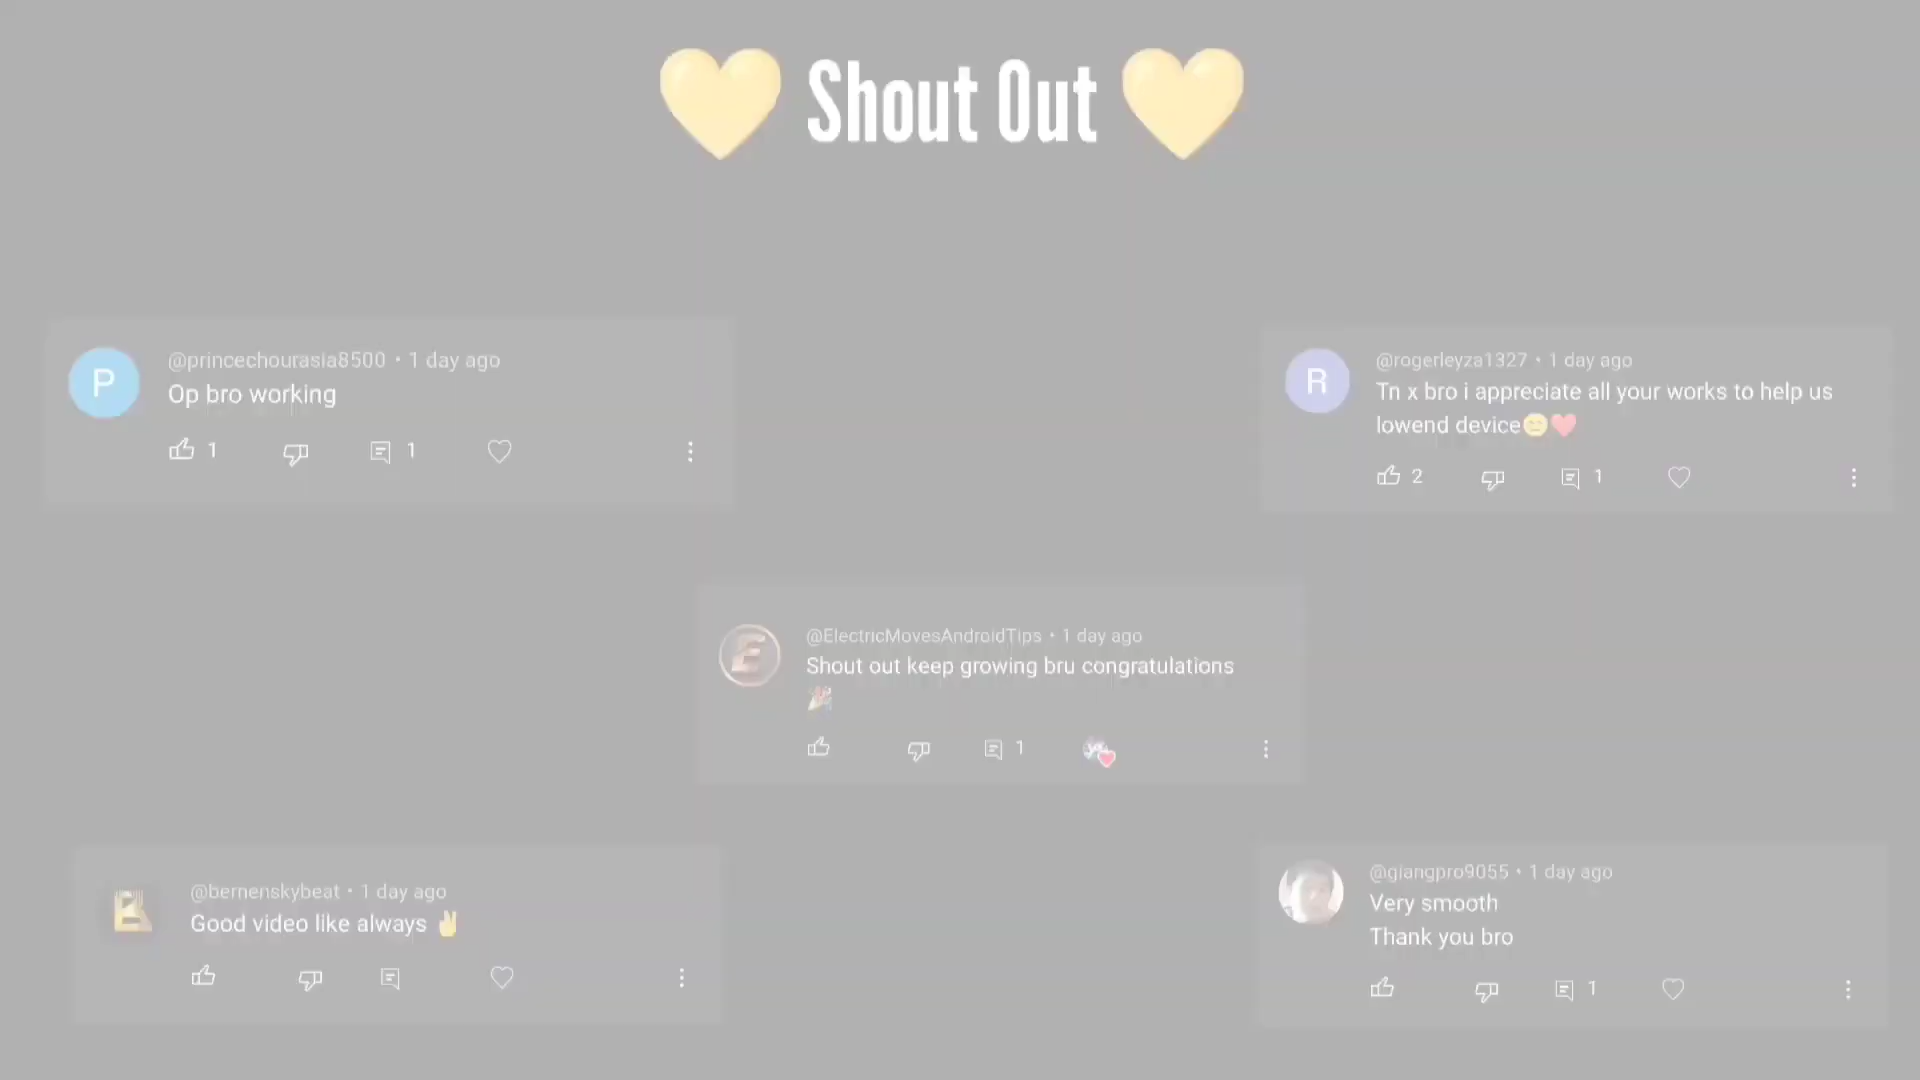 💛 Shout Out 💛
P
@princechourasia8500 • 1 day ago
Op bro working
1 1
R
@rogerleyza1327 • 1 day ago
Tn x bro i appreciate all your works to help us
lowend device😑❤️
2 1
E
@ElectricMovesAndroidTips • 1 day ago
Shout out keep growing bru congratulations
🎉
1
B
@bernenskybeat • 1 day ago
Good video like always ✌️
@giangpro9055 • 1 day ago
Very smooth
Thank you bro
1